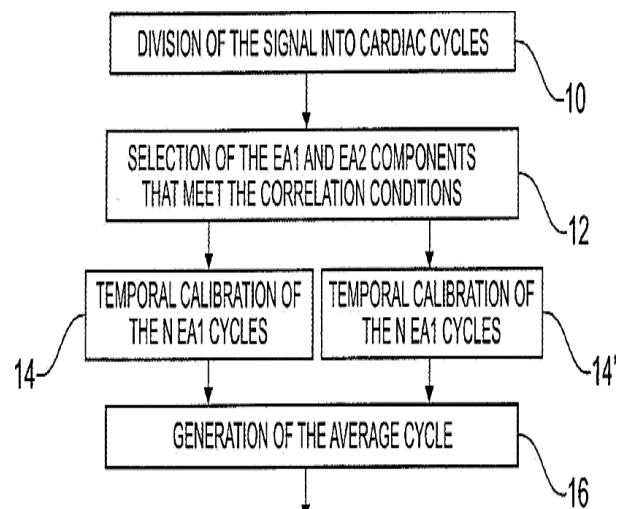 DIVISION OF THE SIGNAL INTO CARDIAC CYCLES
10
SELECTION OF THE EA1 AND EA2 COMPONENTS
THAT MEET THE CORRELATION CONDITIONS
12
TEMPORAL CALIBRATION OF
THE N EA1 CYCLES
14
TEMPORAL CALIBRATION OF
THE N EA1 CYCLES
14'
GENERATION OF THE AVERAGE CYCLE
16